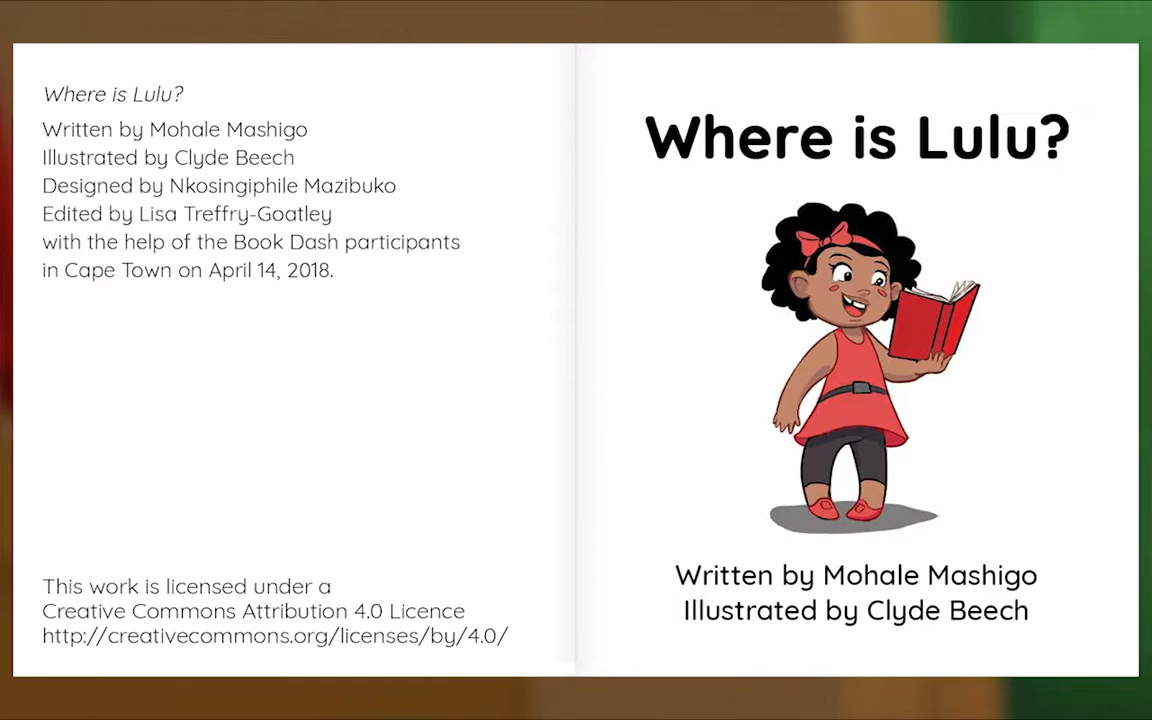 Where is Lulu?
Written by Mohale Mashigo
Illustrated by Clyde Beech
Designed by Nkosingiphile Mazibuko
Edited by Lisa Treffry-Goatley
with the help of the Book Dash participants
in Cape Town on April 14, 2018.
This work is licensed under a
Creative Commons Attribution 4.0 Licence
http://creativecommons.org/licenses/by/4.0/
Where is Lulu?
Written by Mohale Mashigo
Illustrated by Clyde Beech